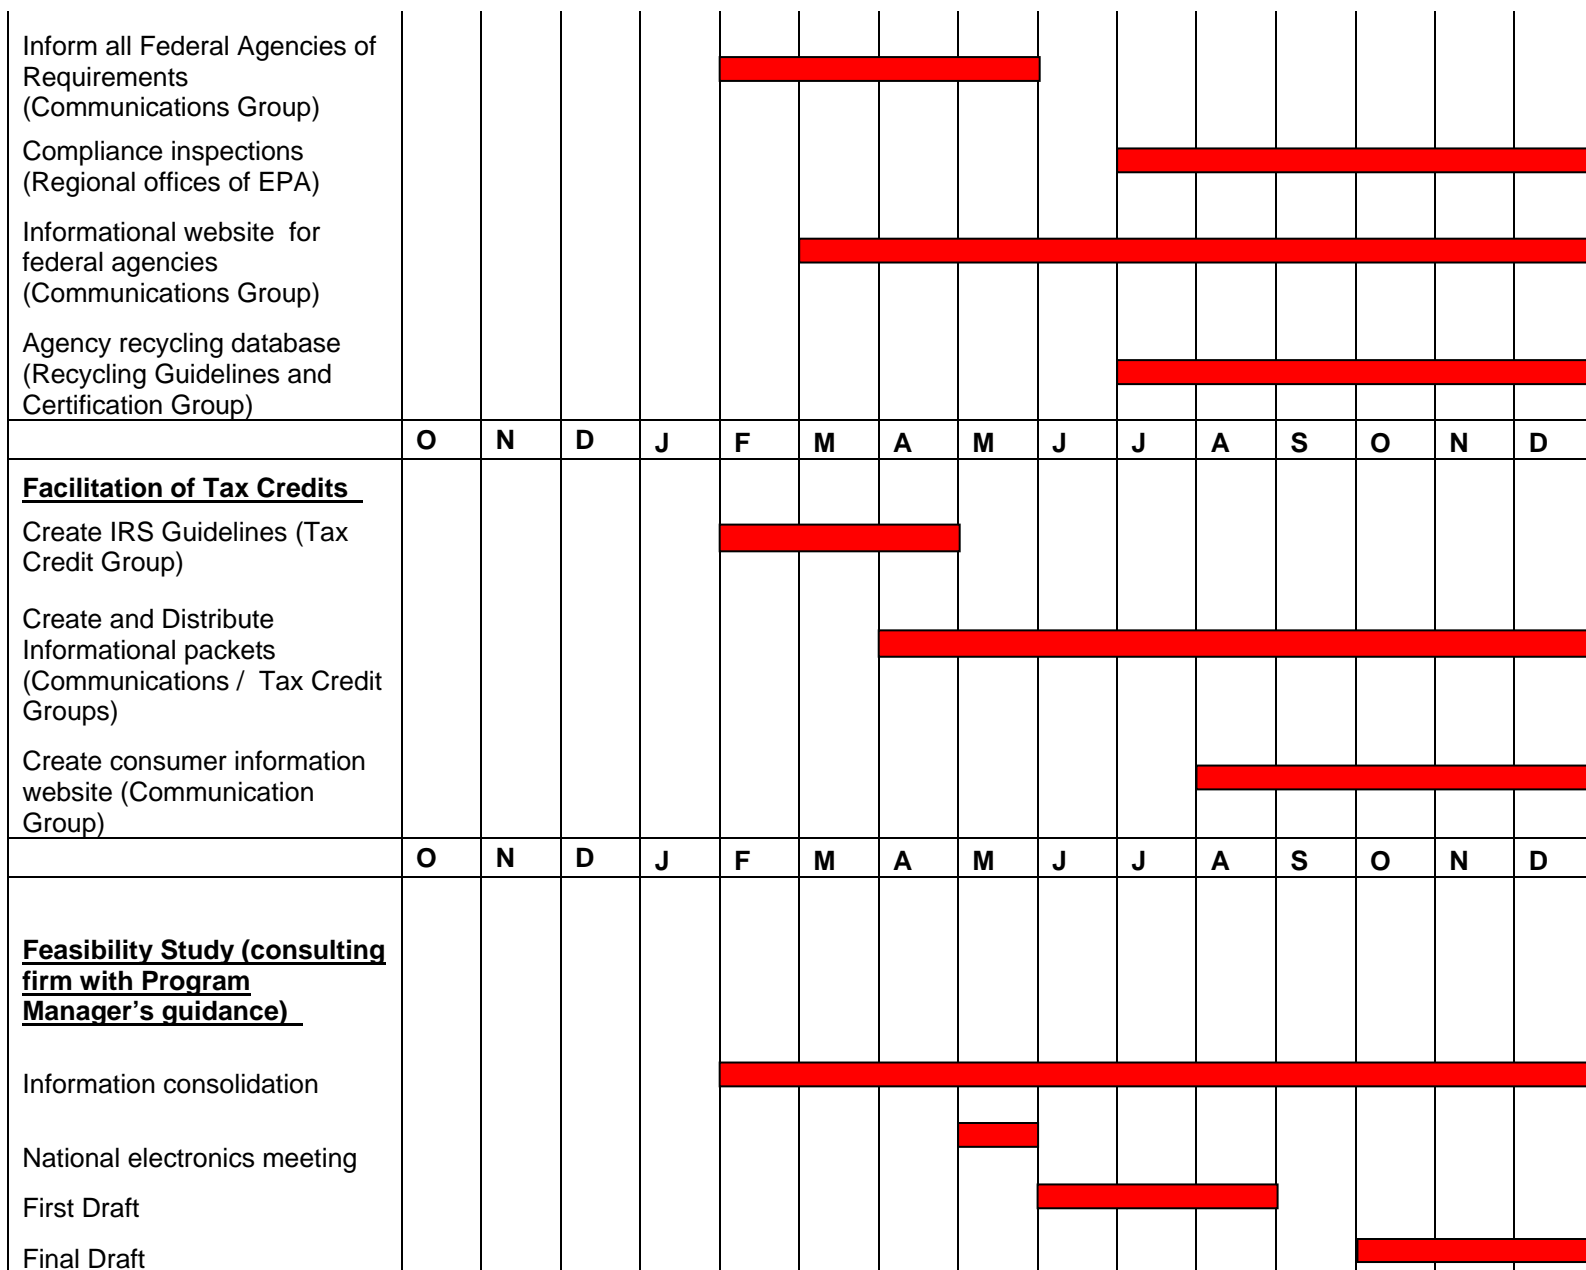 Inform all Federal Agencies of
Requirements
(Communications Group)
Compliance inspections
(Regional offices of EPA)
Informational website  for
federal agencies
(Communications Group)
Agency recycling database
(Recycling Guidelines and
Certification Group)
O N D J F M A M J J A S O N D
Facilitation of Tax Credits
Create IRS Guidelines (Tax
Credit Group)
Create and Distribute
Informational packets
(Communications /  Tax Credit
Groups)
Create consumer information
website (Communication
Group)
O N D J F M A M J J A S O N D
Feasibility Study (consulting
firm with Program
Manager’s guidance)
Information consolidation
National electronics meeting
First Draft
Final Draft